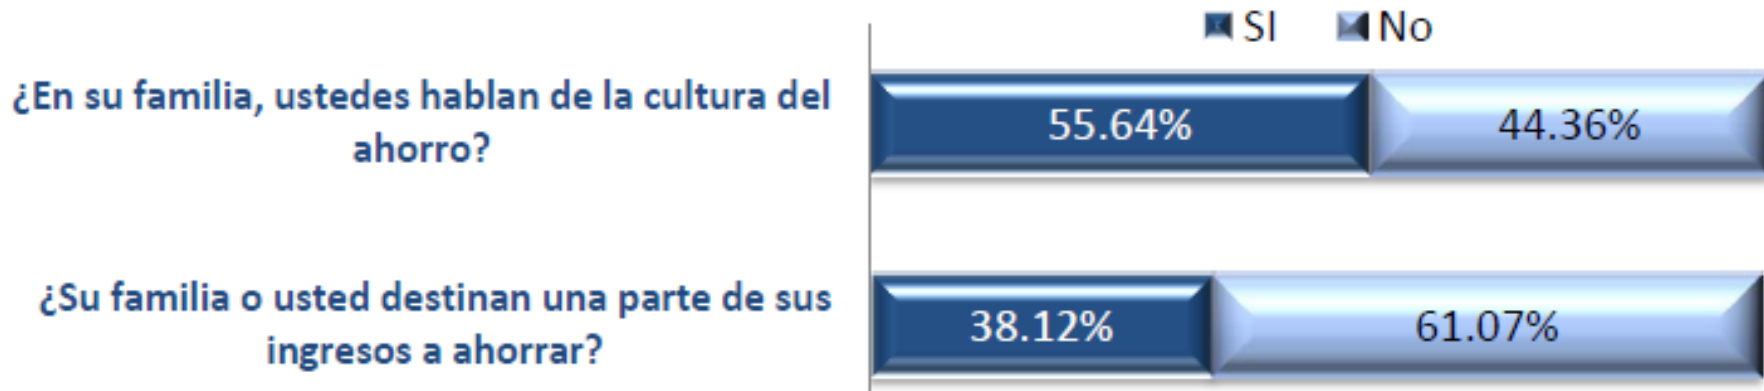 SI No
¿En su familia, ustedes hablan de la cultura del
ahorro?
55.64% 44.36%
¿Su familia o usted destinan una parte de sus
ingresos a ahorrar?
38.12% 61.07%